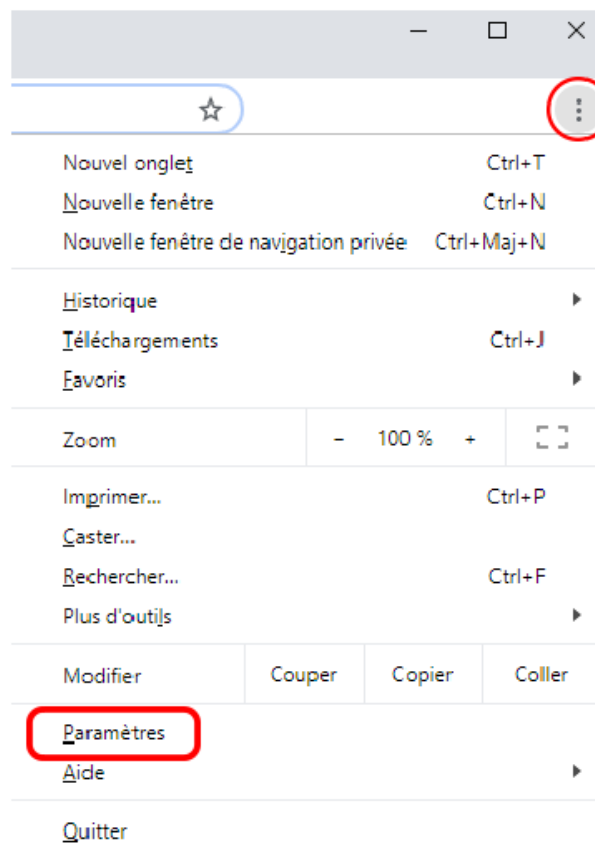 Nouvel onglet Ctrl+T
Nouvelle fenêtre Ctrl+N
Nouvelle fenêtre de navigation privée Ctrl+Maj+N
Historique
Téléchargements Ctrl+J
Favoris
Zoom - 100 % +
Imprimer... Ctrl+P
Caster...
Rechercher... Ctrl+F
Plus d'outils
Modifier Couper Copier Coller
Paramètres
Aide
Quitter